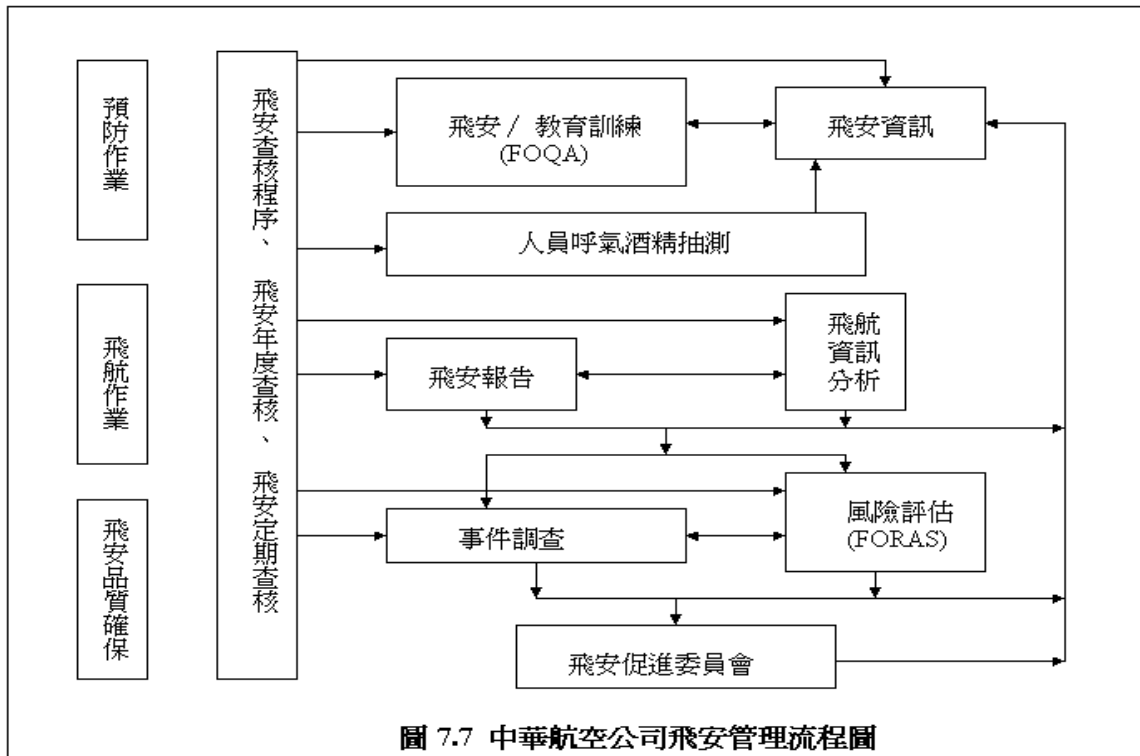 預防作業
飛航作業
飛安品質確保
飛安查核程序、飛安年度查核、飛安定期查核
飛安 / 教育訓練
(FOQA)
飛安資訊
人員呼氣酒精抽測
飛航
資訊
分析
飛安報告
事件調查
風險評估
(FORAS)
飛安促進委員會
圖 7.7 中華航空公司飛安管理流程圖